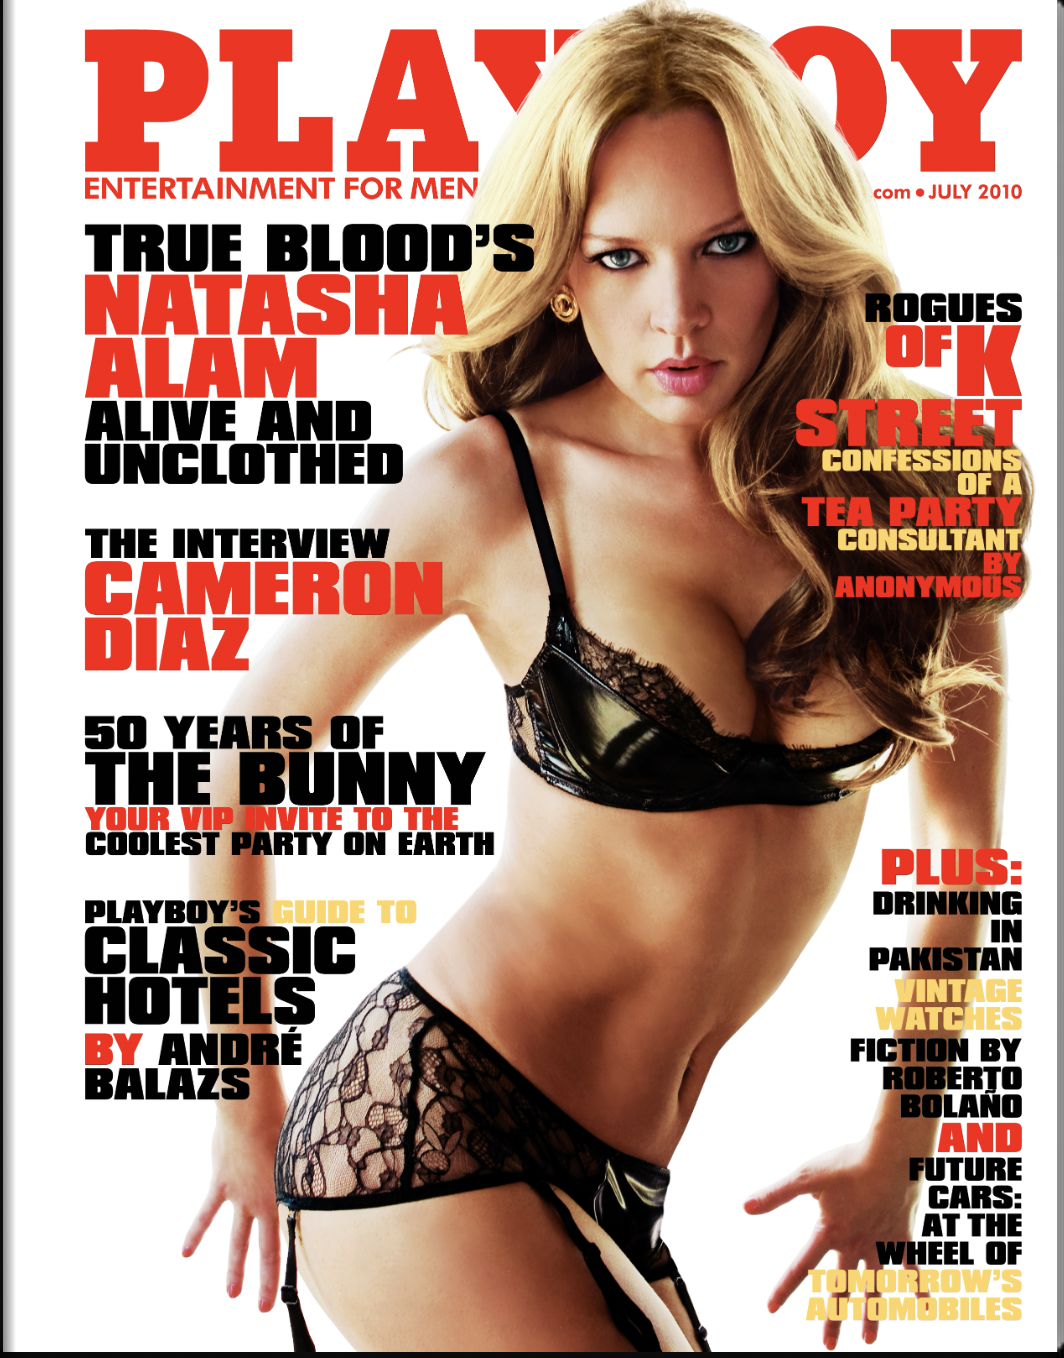 PLAYBOY
ENTERTAINMENT FOR MEN
.com • JULY 2010
TRUE BLOOD'S
NATASHA
ALAM
ALIVE AND
UNCLOTHED
THE INTERVIEW
CAMERON
DIAZ
50 YEARS OF
THE BUNNY
YOUR VIP INVITE TO THE
COOLEST PARTY ON EARTH
PLAYBOY'S GUIDE TO
CLASSIC
HOTELS
BY ANDRÉ
BALAZS
ROGUES
OF K
STREET
CONFESSIONS
OF A
TEA PARTY
CONSULTANT
BY
ANONYMOUS
PLUS:
DRINKING
IN
PAKISTAN
VINTAGE
WATCHES
FICTION BY
ROBERTO
BOLAÑO
AND
FUTURE
CARS:
AT THE
WHEEL OF
TOMORROW'S
AUTOMOBILES